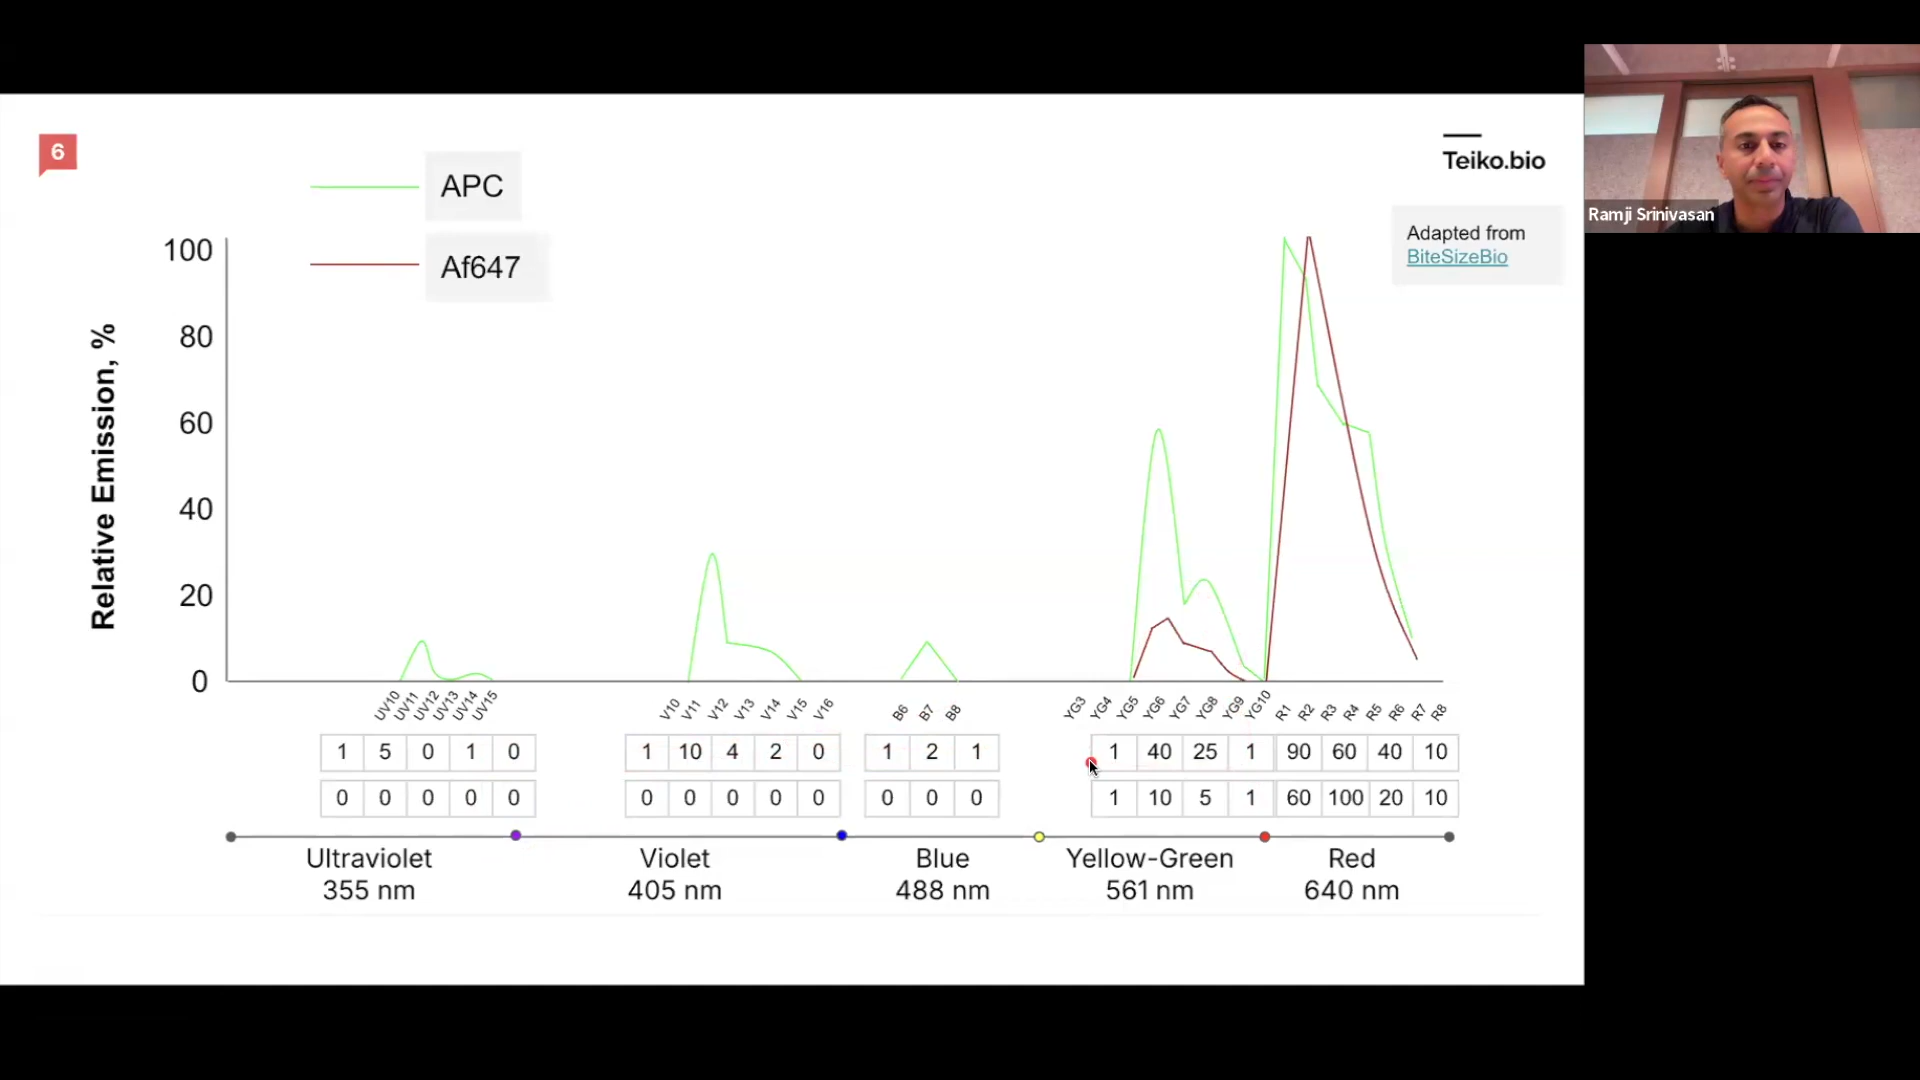 6
APC
Af647
Teiko.bio
Adapted from
BiteSizeBio
Ramji Srinivasan
Relative Emission, %
100
80
60
40
20
0
UV10 UV11 UV12 UV13 UV14 UV15
V10 V11 V12 V13 V14 V15 V16
B6 B7 B8
YG3 YG4 YG5 YG6 YG7 YG8 YG9 YG10
R1 R2 R3 R4 R5 R6 R7 R8
1 5 0 1 0
1 10 4 2 0
1 2 1
1 40 25 1 90 60 40 10
0 0 0 0 0
0 0 0 0 0
0 0 0
1 10 5 1 60 100 20 10
Ultraviolet
355 nm
Violet
405 nm
Blue
488 nm
Yellow-Green
561 nm
Red
640 nm